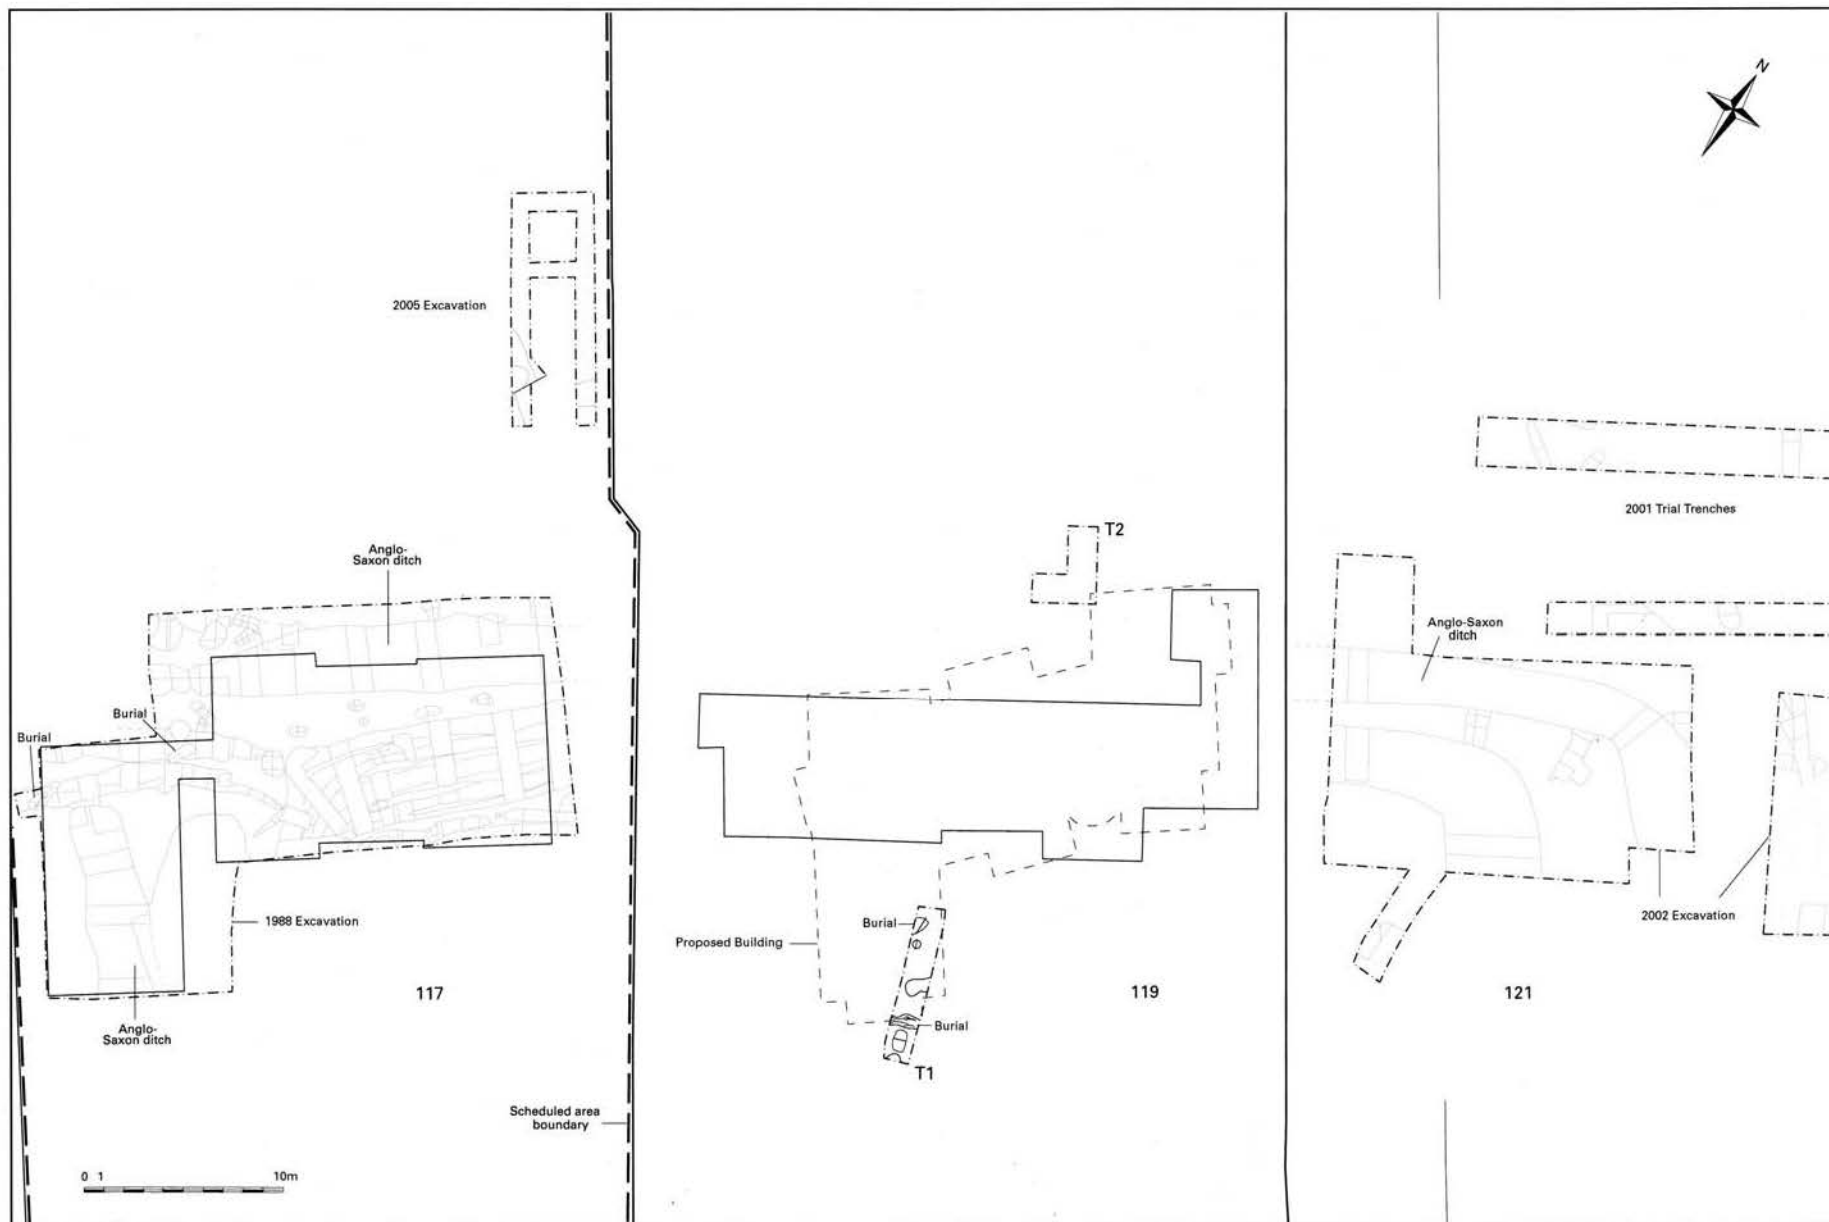 N
2005 Excavation
2001 Trial Trenches
T2
Anglo-
Saxon ditch
Anglo-Saxon
ditch
Burial
Burial
1988 Excavation
Burial
Proposed Building
2002 Excavation
117
119
121
Burial
Anglo-
Saxon ditch
T1
Scheduled area
boundary
0 1 10m